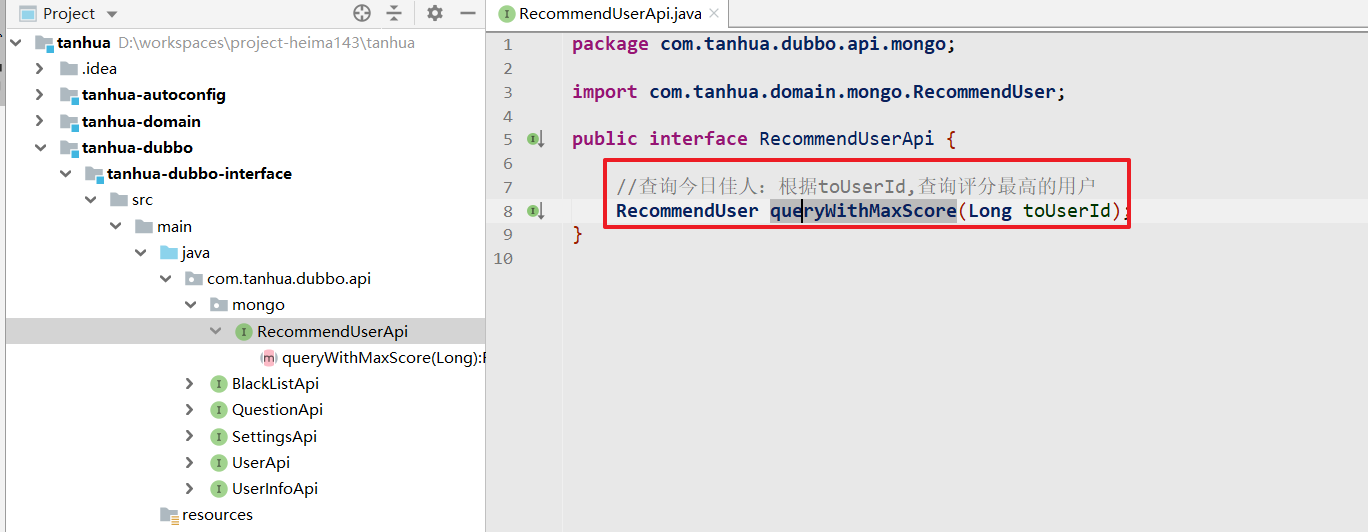 Project
tanhua D:\workspaces\project-heima143\tanhua
.idea
tanhua-autoconfig
tanhua-domain
tanhua-dubbo
tanhua-dubbo-interface
src
main
java
com.tanhua.dubbo.api
mongo
RecommendUserApi
m queryWithMaxScore(Long):R
I BlackListApi
I QuestionApi
I SettingsApi
I UserApi
I UserInfoApi
resources
I RecommendUserApi.java
1 package com.tanhua.dubbo.api.mongo;
2
3 import com.tanhua.domain.mongo.RecommendUser;
4
5 public interface RecommendUserApi {
6
7 //查询今日佳人：根据toUserId,查询评分最高的用户
8 RecommendUser queryWithMaxScore(Long toUserId);
9 }
10